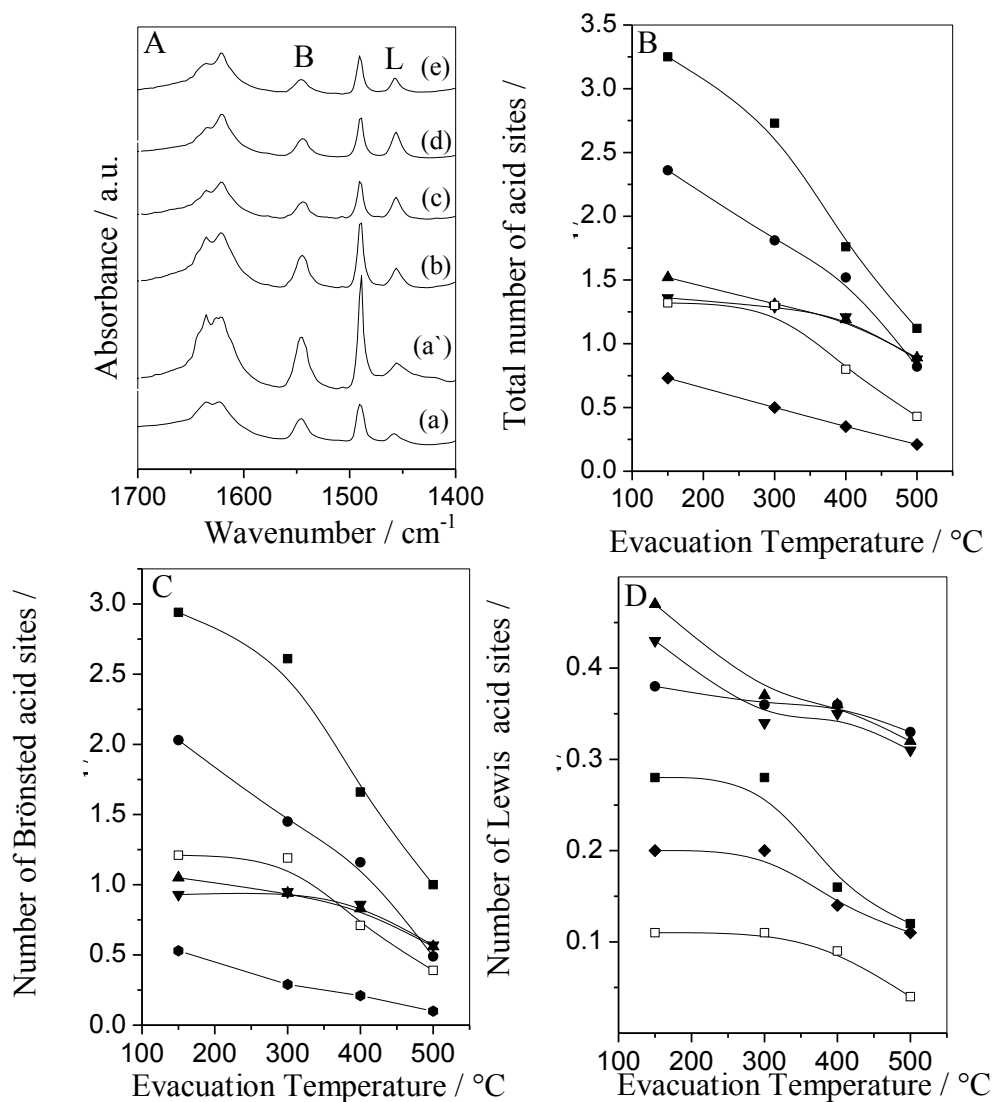 A
B
L
(e)
(d)
(c)
(b)
(a`)
(a)
Absorbance / a.u.
1700 1600 1500 1400
Wavenumber / cm-1
B
3.5
3.0
2.5
2.0
1.5
1.0
0.5
0.0
Total number of acid sites /
100 200 300 400 500
Evacuation Temperature / °C
C
3.0
2.5
2.0
1.5
1.0
0.5
0.0
Number of Brönsted acid sites /
100 200 300 400 500
Evacuation Temperature / °C
D
0.4
0.3
0.2
0.1
Number of Lewis acid sites /
100 200 300 400 500
Evacuation Temperature / °C